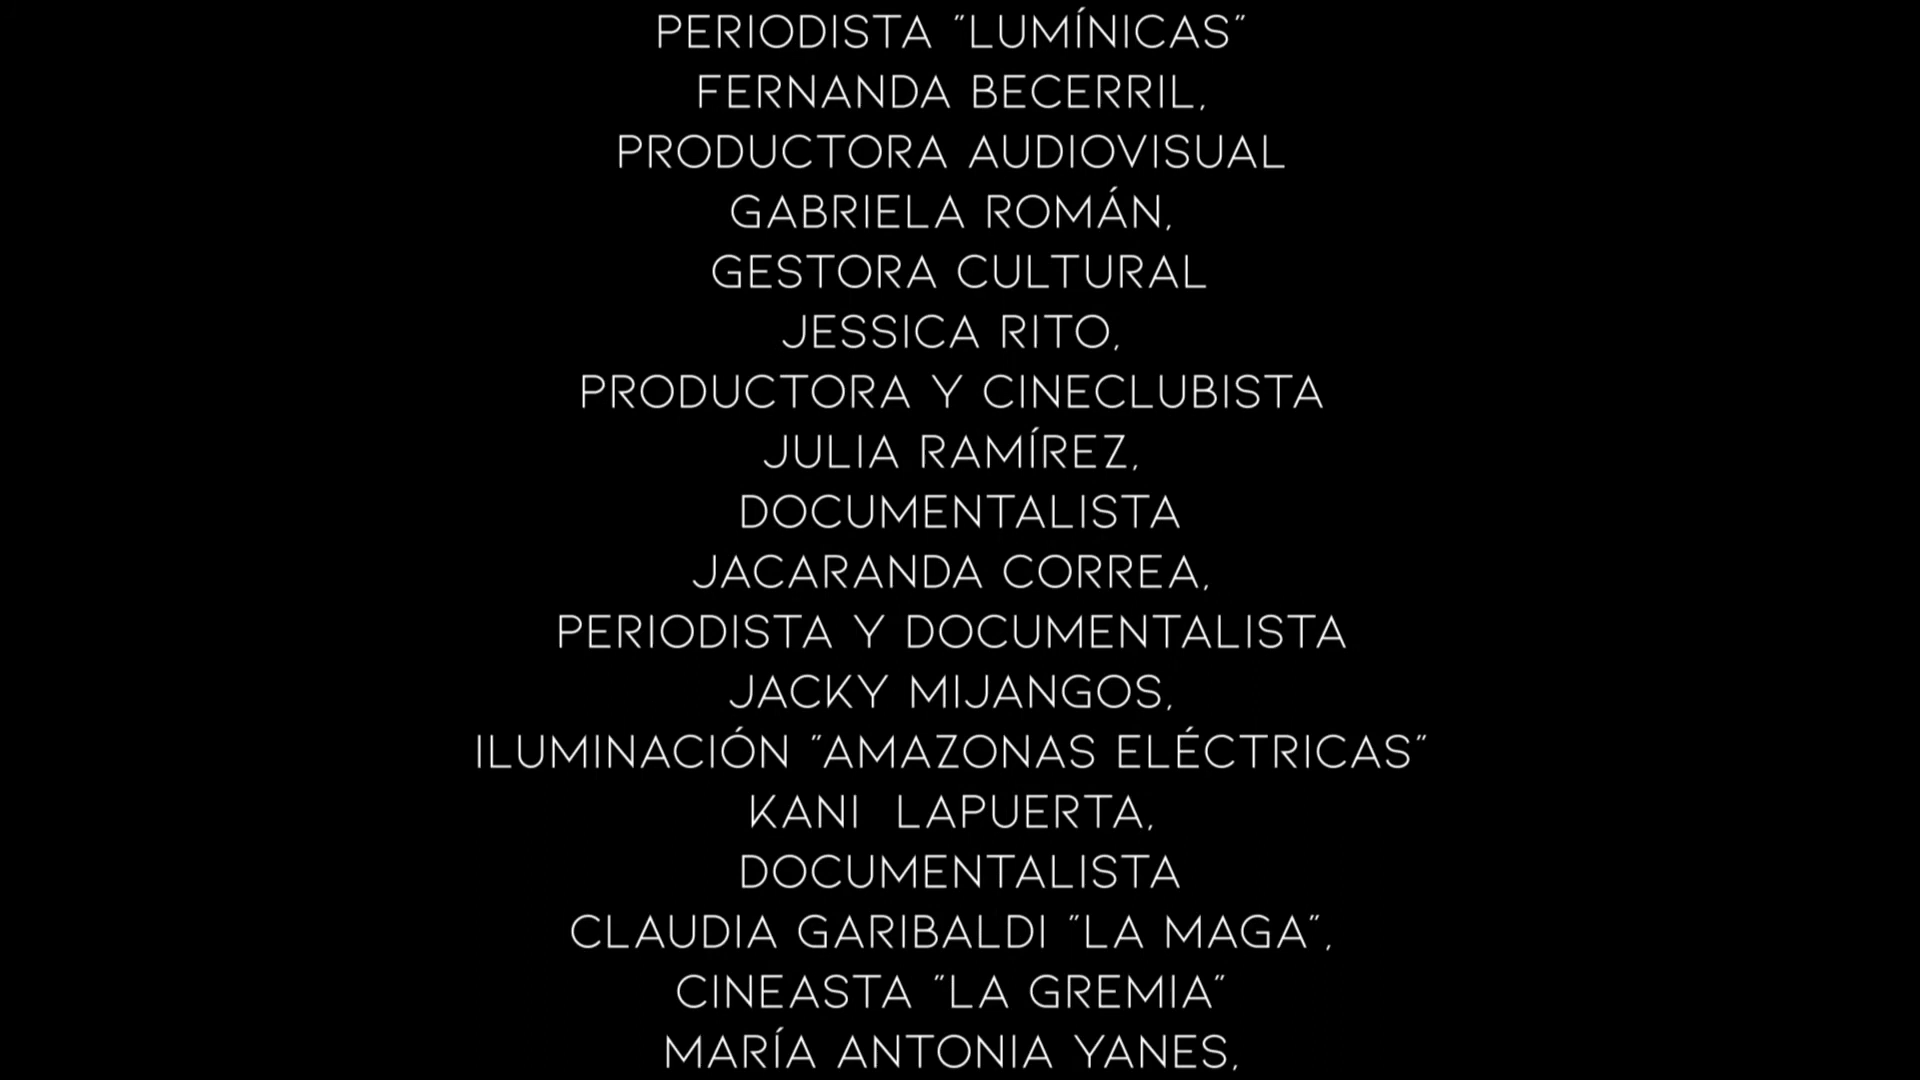 PERIODISTA "LUMÍNICAS"
FERNANDA BECERRIL,
PRODUCTORA AUDIOVISUAL
GABRIELA ROMÁN,
GESTORA CULTURAL
JESSICA RITO,
PRODUCTORA Y CINECLUBISTA
JULIA RAMÍREZ,
DOCUMENTALISTA
JACARANDA CORREA,
PERIODISTA Y DOCUMENTALISTA
JACKY MIJANGOS,
ILUMINACIÓN "AMAZONAS ELÉCTRICAS"
KANI LAPUERTA,
DOCUMENTALISTA
CLAUDIA GARIBALDI "LA MAGA",
CINEASTA "LA GREMIA"
MARÍA ANTONIA YANES,